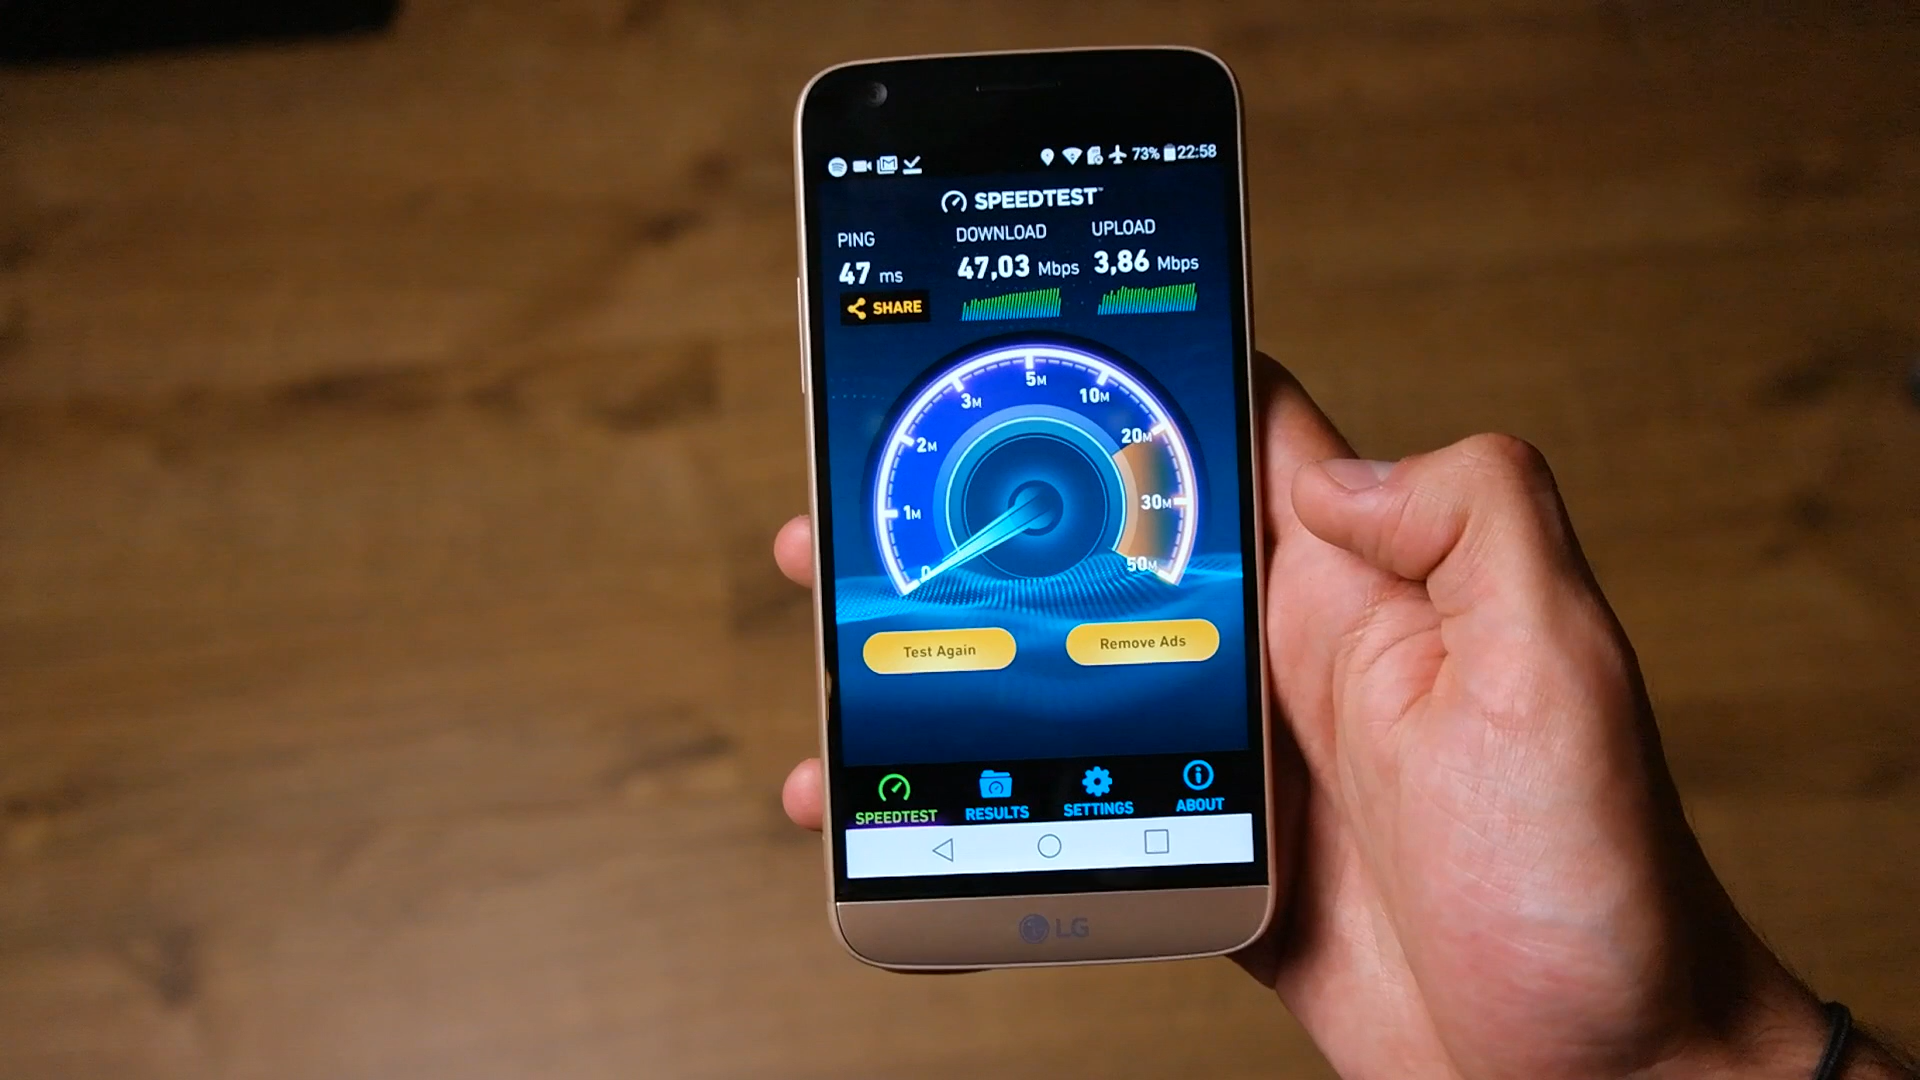 73% 22:58
SPEEDTEST™
PING DOWNLOAD UPLOAD
47 ms 47,03 Mbps 3,86 Mbps
SHARE
5M
3M 10M
2M 20M
1M 30M
0 50M
Test Again Remove Ads
SPEEDTEST RESULTS SETTINGS ABOUT
LG